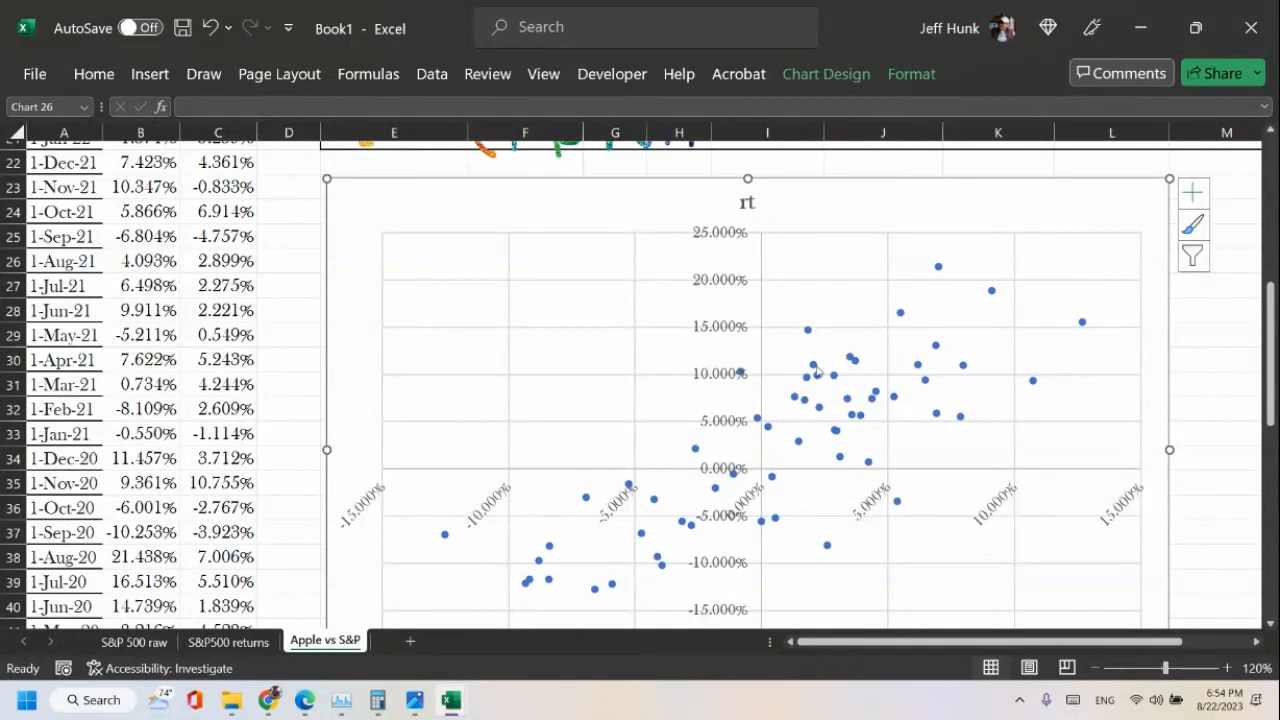 AutoSave Off Book1 - Excel Search Jeff Hunk
File Home Insert Draw Page Layout Formulas Data Review View Developer Help Acrobat Chart Design Format Comments Share
Chart 26 fx
A B C D E F G H I J K L M
22 1-Dec-21 7.423% 4.361%
23 1-Nov-21 10.347% -0.833%
24 1-Oct-21 5.866% 6.914%
25 1-Sep-21 -6.804% -4.757%
26 1-Aug-21 4.093% 2.899%
27 1-Jul-21 6.498% 2.275%
28 1-Jun-21 9.911% 2.221%
29 1-May-21 -5.211% 0.549%
30 1-Apr-21 7.622% 5.243%
31 1-Mar-21 0.734% 4.244%
32 1-Feb-21 -8.109% 2.609%
33 1-Jan-21 -0.550% -1.114%
34 1-Dec-20 11.457% 3.712%
35 1-Nov-20 9.361% 10.755%
36 1-Oct-20 -6.001% -2.767%
37 1-Sep-20 -10.253% -3.923%
38 1-Aug-20 21.438% 7.006%
39 1-Jul-20 16.513% 5.510%
40 1-Jun-20 14.739% 1.839%
rt
25.000%
20.000%
15.000%
10.000%
5.000%
0.000%
-5.000%
-10.000%
-15.000%
-15.000% -10.000% -5.000% 0.000% 5.000% 10.000% 15.000%
S&P 500 raw S&P500 returns Apple vs S&P
Ready Accessibility: Investigate 120%
74°
Search ENG 6:54 PM
8/22/2023